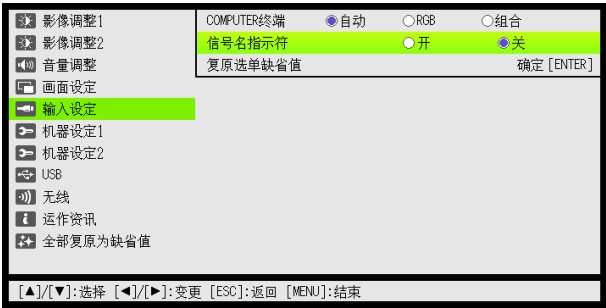 影像调整1
影像调整2
音量调整
画面设定
输入设定
机器设定1
机器设定2
USB
无线
运作资讯
全部复原为缺省值
COMPUTER终端 自动 RGB 组合
信号名指示符 开 关
复原选单缺省值 确定 [ENTER]
[▲]/[▼]:选择 [◀]/[▶]:变更 [ESC]:返回 [MENU]:结束